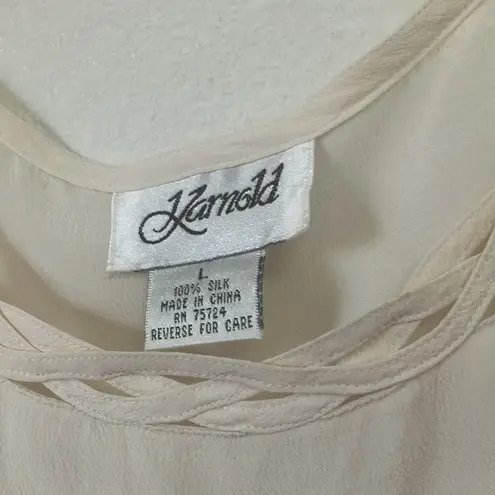 Karnold
L
100% SILK
MADE IN CHINA
RN 75724
REVERSE FOR CARE